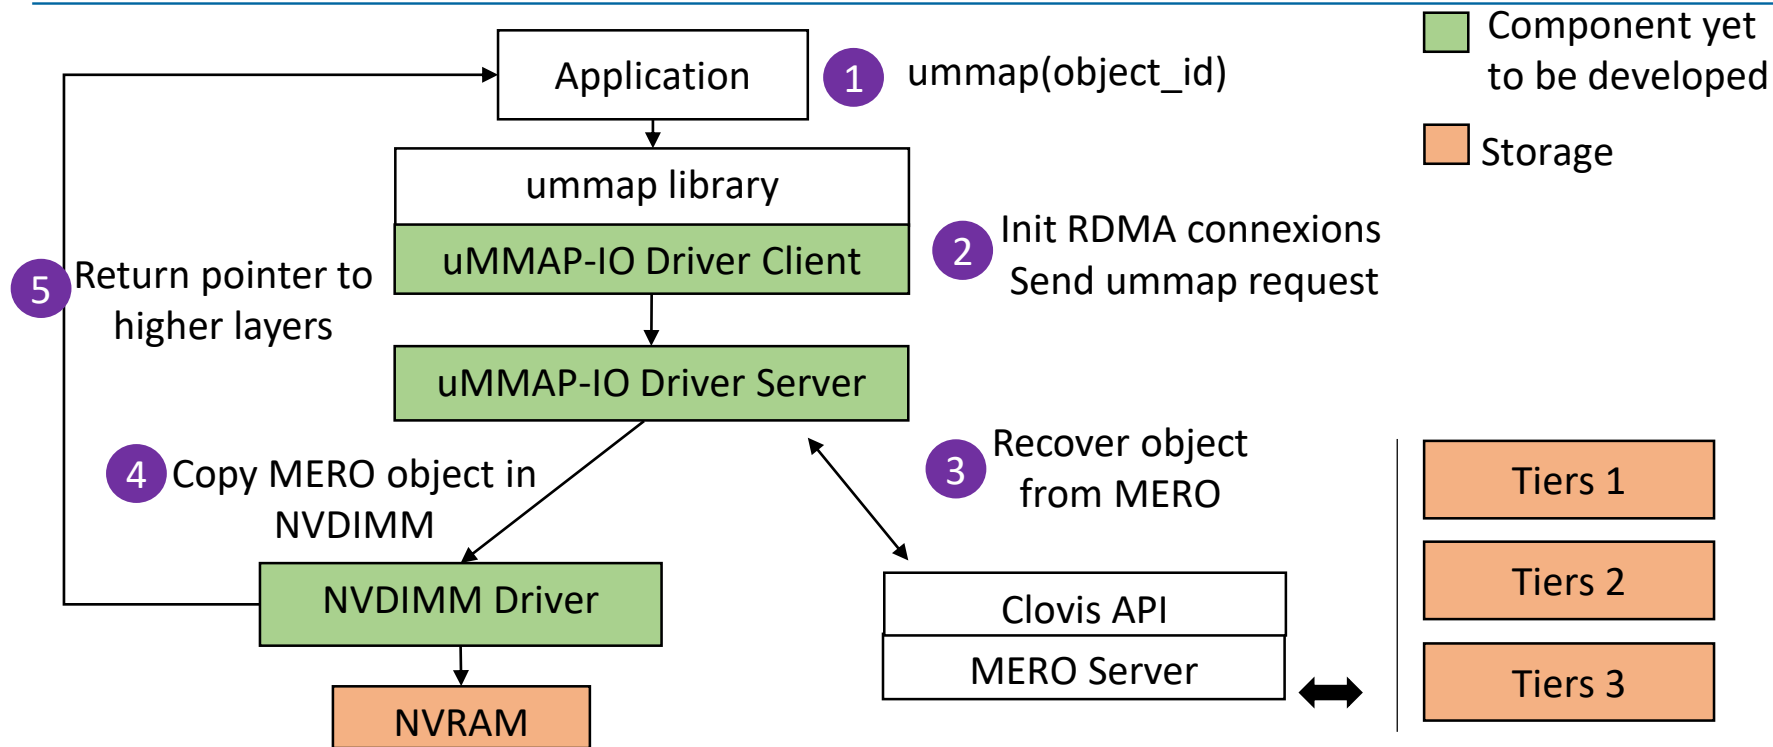 Component yet
to be developed
Storage
Application
1
ummap(object_id)
ummap library
uMMAP-IO Driver Client
2
Init RDMA connexions
Send ummap request
5
Return pointer to
higher layers
uMMAP-IO Driver Server
3
Recover object
from MERO
4
Copy MERO object in
NVDIMM
NVDIMM Driver
NVRAM
Clovis API
MERO Server
Tiers 1
Tiers 2
Tiers 3